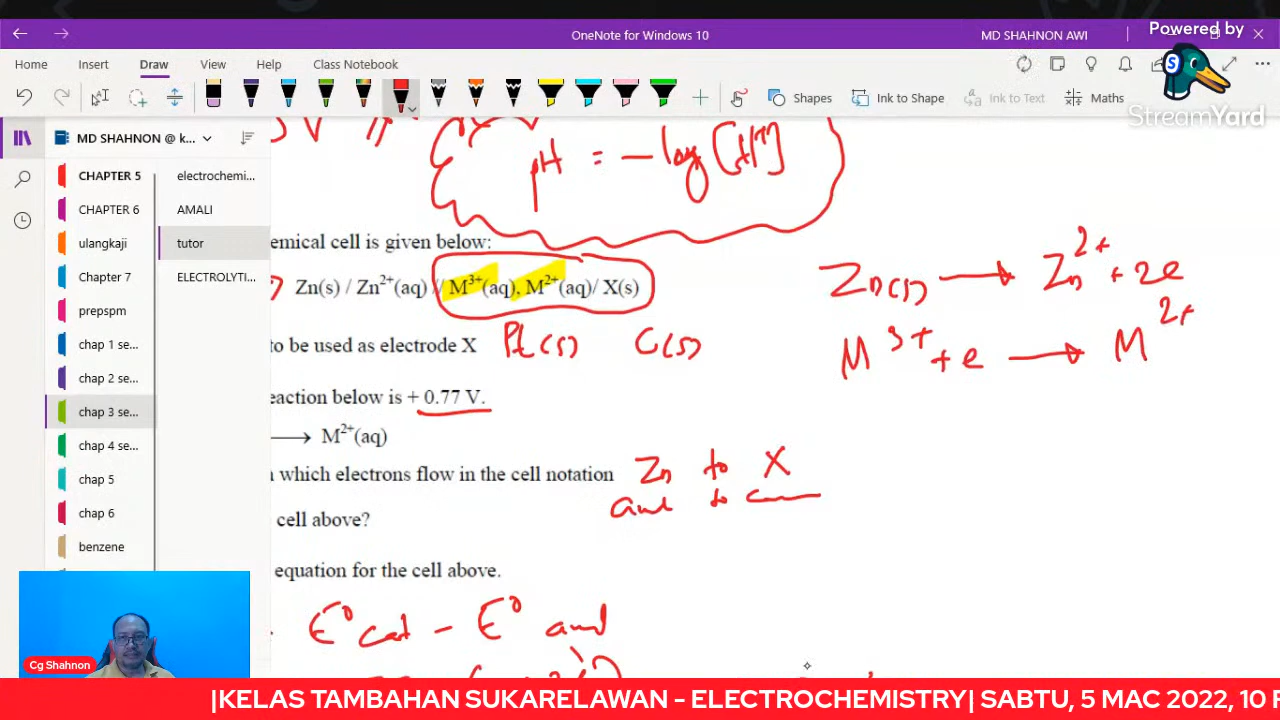 OneNote for Windows 10
MD SHAHNON AWI
Powered by
StreamYard
Home Insert Draw View Help Class Notebook
Shapes Ink to Shape Ink to Text Maths
MD SHAHNON @ k...
CHAPTER 5
CHAPTER 6
ulangkaji
Chapter 7
prepspm
chap 1 se...
chap 2 se...
chap 3 se...
chap 4 se...
chap 5
chap 6
benzene
electrochemi...
AMALI
tutor
ELECTROLYTI...
pH = -log [H⁺]
emical cell is given below:
Zn(s) / Zn²⁺(aq) // M³⁺(aq), M²⁺(aq)/ X(s)
to be used as electrode X Pt(s) C(s)
eaction below is + 0.77 V.
⟶ M²⁺(aq)
n which electrons flow in the cell notation Zn to X
to
cell above?
equation for the cell above.
E⁰ cat - E⁰ and
Zn(s) ⟶ Zn²⁺ + 2e
M³⁺ + e ⟶ M²⁺
Cg Shahnon
|KELAS TAMBAHAN SUKARELAWAN - ELECTROCHEMISTRY| SABTU, 5 MAC 2022, 10 P